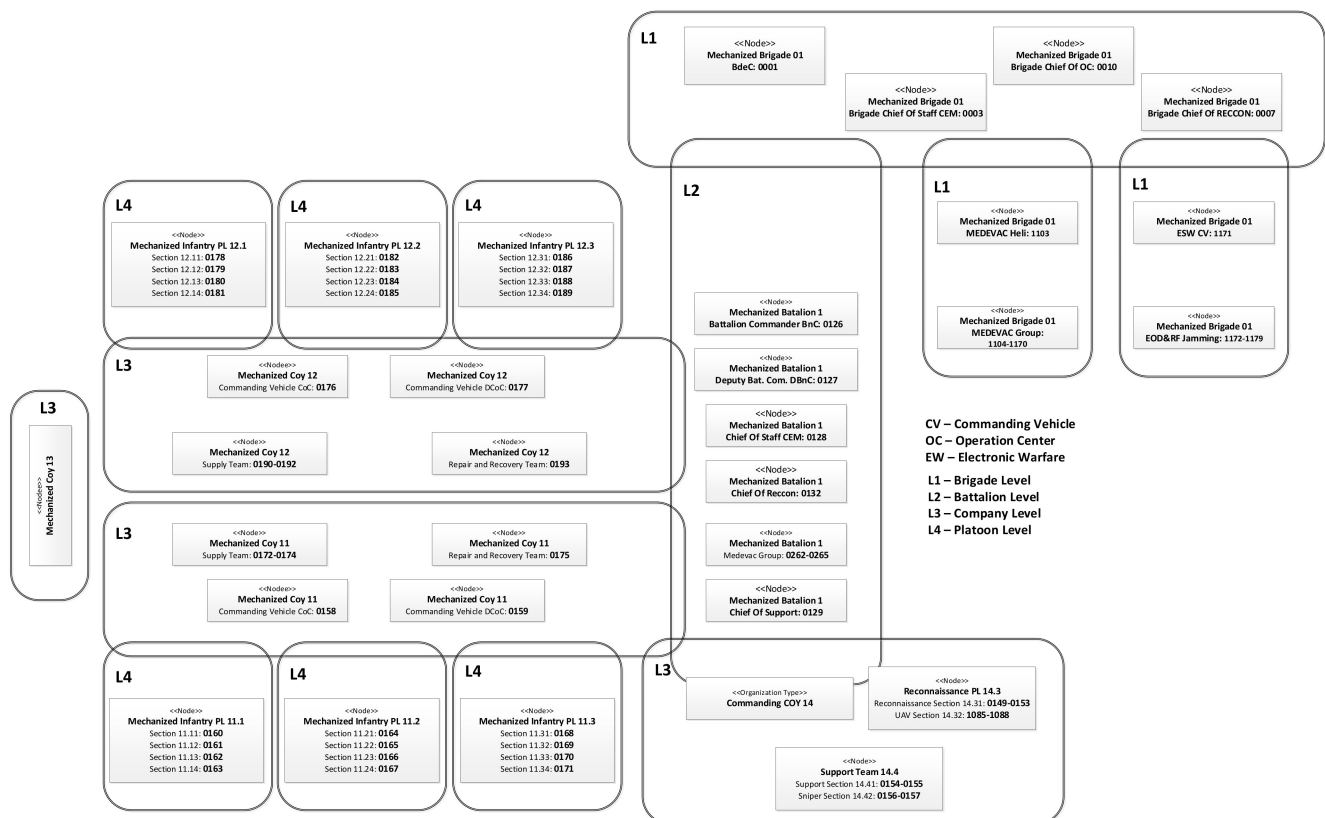 L1
<<Node>>
Mechanized Brigade 01
BdeC: 0001
<<Node>>
Mechanized Brigade 01
Brigade Chief Of OC: 0010
<<Node>>
Mechanized Brigade 01
Brigade Chief Of Staff CEM: 0003
<<Node>>
Mechanized Brigade 01
Brigade Chief Of RECCON: 0007
L4
<<Node>>
Mechanized Infantry PL 12.1
Section 12.11: 0178
Section 12.12: 0179
Section 12.13: 0180
Section 12.14: 0181
L4
<<Node>>
Mechanized Infantry PL 12.2
Section 12.21: 0182
Section 12.22: 0183
Section 12.23: 0184
Section 12.24: 0185
L4
<<Node>>
Mechanized Infantry PL 12.3
Section 12.31: 0186
Section 12.32: 0187
Section 12.33: 0188
Section 12.34: 0189
L2
<<Node>>
Mechanized Batalion 1
Battalion Commander BnC: 0126
<<Node>>
Mechanized Batalion 1
Deputy Bat. Com. DBnC: 0127
<<Node>>
Mechanized Batalion 1
Chief Of Staff CEM: 0128
<<Node>>
Mechanized Batalion 1
Chief Of Reccon: 0132
<<Node>>
Mechanized Batalion 1
Medevac Group: 0262-0265
<<Node>>
Mechanized Batalion 1
Chief Of Support: 0129
L1
<<Node>>
Mechanized Brigade 01
MEDEVAC Heli: 1103
<<Node>>
Mechanized Brigade 01
MEDEVAC Group:
1104-1170
L1
<<Node>>
Mechanized Brigade 01
ESW CV: 1171
<<Node>>
Mechanized Brigade 01
EOD&RF Jamming: 1172-1179
L3
<<Nodee>>
Mechanized Coy 12
Commanding Vehicle CoC: 0176
<<Nodee>>
Mechanized Coy 12
Commanding Vehicle DCoC: 0177
<<Node>>
Mechanized Coy 12
Supply Team: 0190-0192
<<Node>>
Mechanized Coy 12
Repair and Recovery Team: 0193
L3
<<Nodee>>
Mechanized Coy 13
L3
<<Node>>
Mechanized Coy 11
Supply Team: 0172-0174
<<Node>>
Mechanized Coy 11
Repair and Recovery Team: 0175
<<Nodee>>
Mechanized Coy 11
Commanding Vehicle CoC: 0158
<<Nodee>>
Mechanized Coy 11
Commanding Vehicle DCoC: 0159
CV – Commanding Vehicle
OC – Operation Center
EW – Electronic Warfare
L1 – Brigade Level
L2 – Battalion Level
L3 – Company Level
L4 – Platoon Level
L4
<<Node>>
Mechanized Infantry PL 11.1
Section 11.11: 0160
Section 11.12: 0161
Section 11.13: 0162
Section 11.14: 0163
L4
<<Node>>
Mechanized Infantry PL 11.2
Section 11.21: 0164
Section 11.22: 0165
Section 11.23: 0166
Section 11.24: 0167
L4
<<Node>>
Mechanized Infantry PL 11.3
Section 11.31: 0168
Section 11.32: 0169
Section 11.33: 0170
Section 11.34: 0171
L3
<<Organization Type>>
Commanding COY 14
<<Node>>
Reconnaissance PL 14.3
Reconnaissance Section 14.31: 0149-0153
UAV Section 14.32: 1085-1088
<<Node>>
Support Team 14.4
Support Section 14.41: 0154-0155
Sniper Section 14.42: 0156-0157